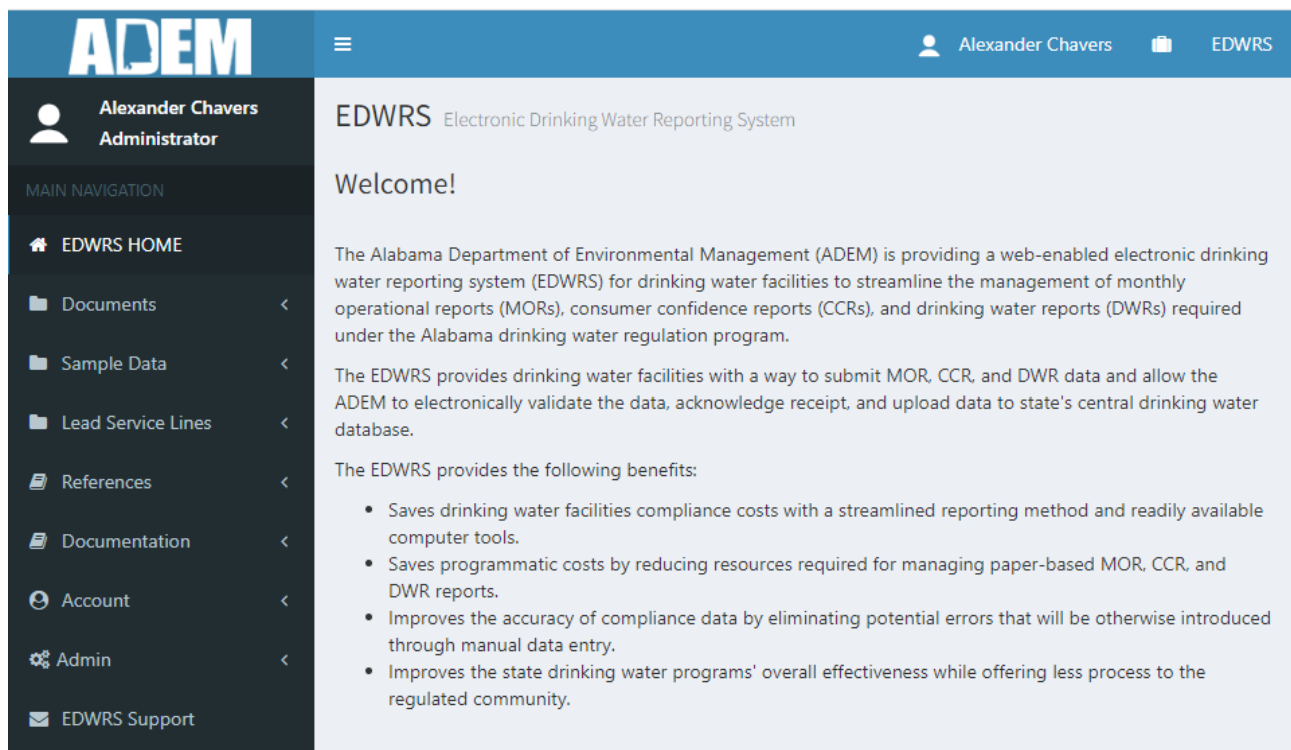 ADEM
Alexander Chavers
EDWRS
Alexander Chavers
Administrator
MAIN NAVIGATION
EDWRS HOME
Documents
Sample Data
Lead Service Lines
References
Documentation
Account
Admin
EDWRS Support
EDWRS Electronic Drinking Water Reporting System
Welcome!
The Alabama Department of Environmental Management (ADEM) is providing a web-enabled electronic drinking
water reporting system (EDWRS) for drinking water facilities to streamline the management of monthly
operational reports (MORs), consumer confidence reports (CCRs), and drinking water reports (DWRs) required
under the Alabama drinking water regulation program.
The EDWRS provides drinking water facilities with a way to submit MOR, CCR, and DWR data and allow the
ADEM to electronically validate the data, acknowledge receipt, and upload data to state's central drinking water
database.
The EDWRS provides the following benefits:
• Saves drinking water facilities compliance costs with a streamlined reporting method and readily available
computer tools.
• Saves programmatic costs by reducing resources required for managing paper-based MOR, CCR, and
DWR reports.
• Improves the accuracy of compliance data by eliminating potential errors that will be otherwise introduced
through manual data entry.
• Improves the state drinking water programs' overall effectiveness while offering less process to the
regulated community.